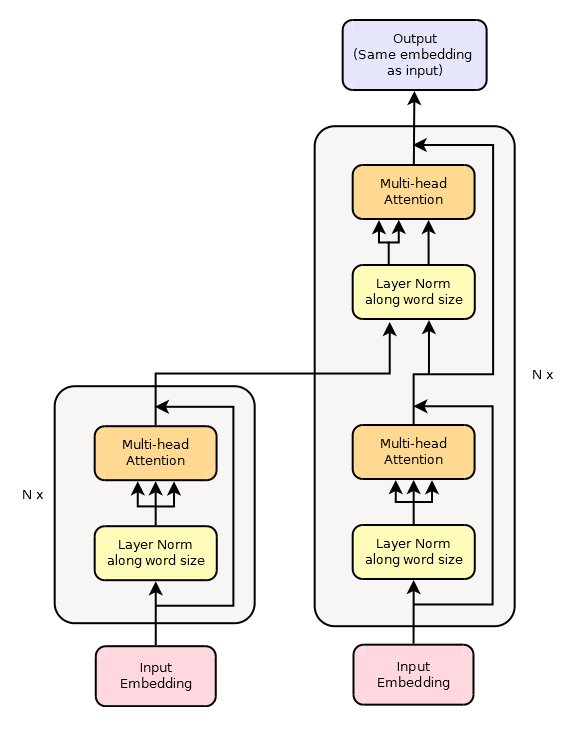 Output
(Same embedding
as input)
Multi-head
Attention
Layer Norm
along word size
N x
Multi-head
Attention
Layer Norm
along word size
Input
Embedding
Multi-head
Attention
N x
Layer Norm
along word size
Input
Embedding